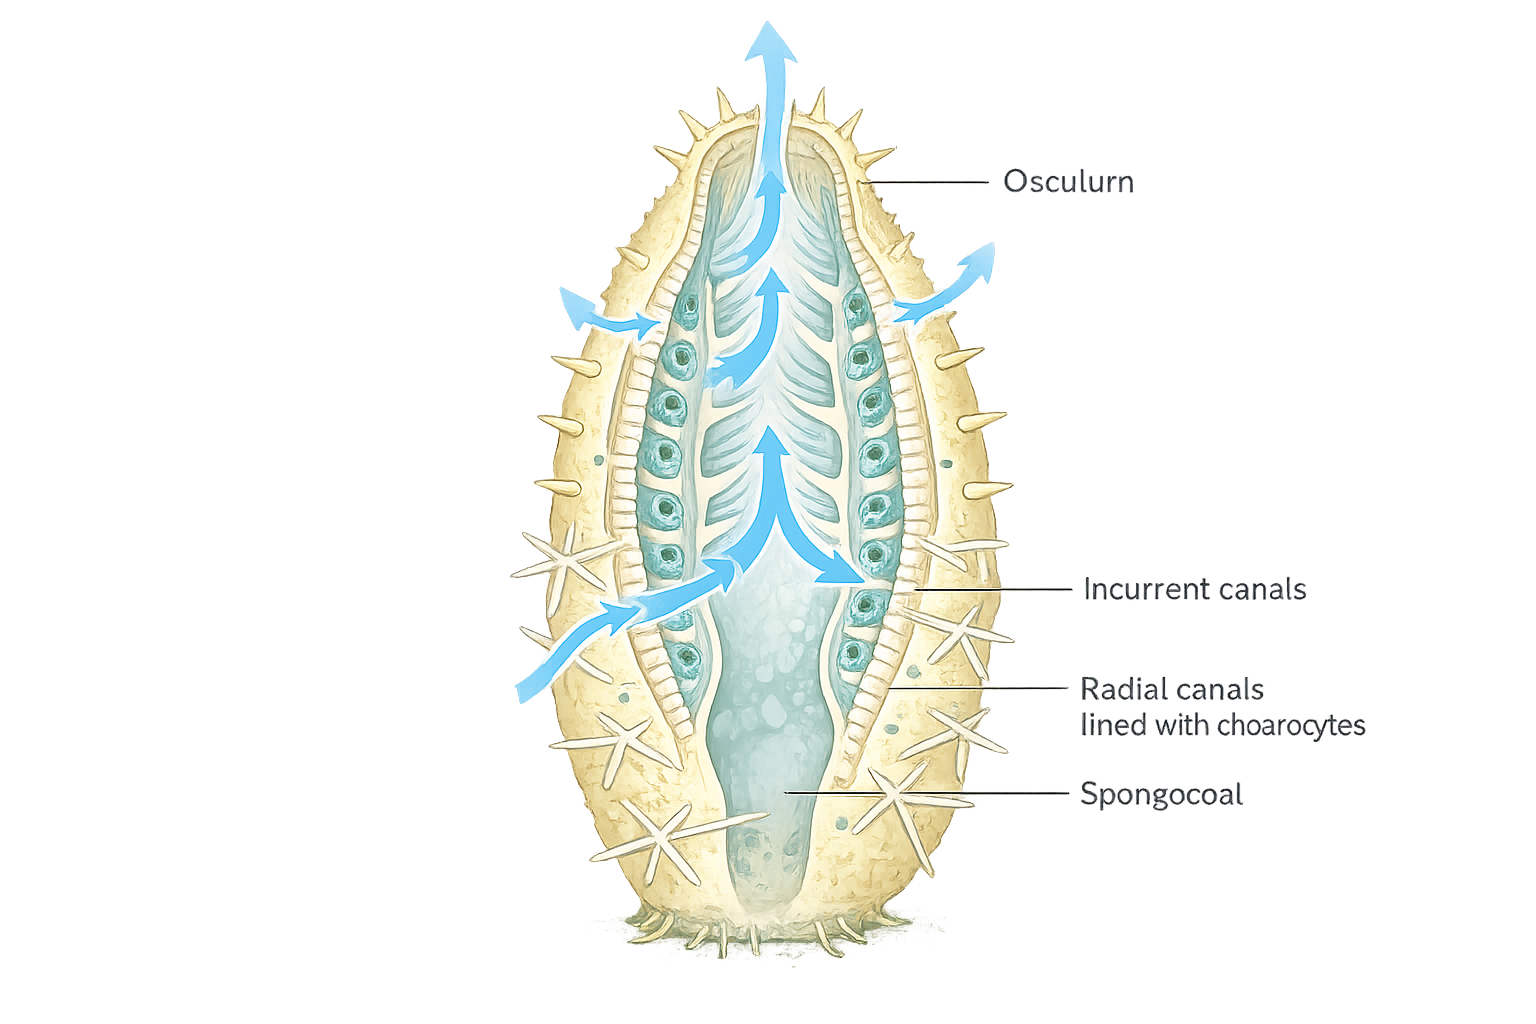 Osculurn
Incurrent canals
Radial canals
lined with choarocytes
Spongocoal